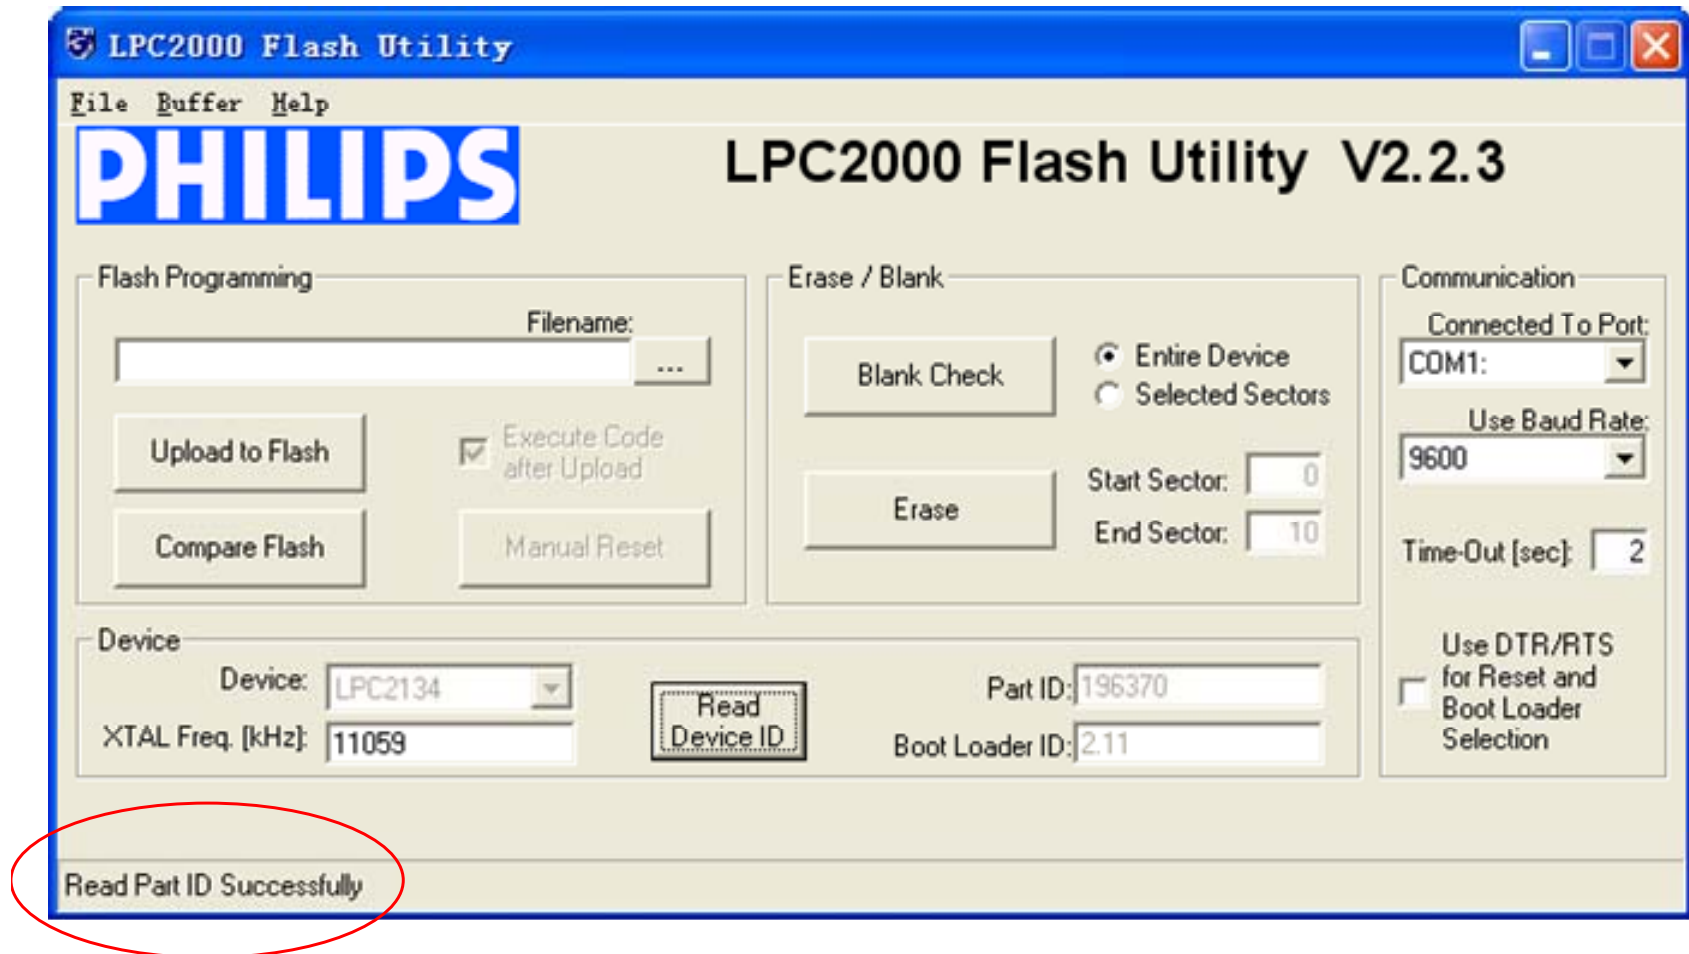 LPC2000 Flash Utility
File Buffer Help
PHILIPS
LPC2000 Flash Utility V2.2.3
Flash Programming
Filename:
...
Upload to Flash
Execute Code
after Upload
Compare Flash
Manual Reset
Erase / Blank
Blank Check
Entire Device
Selected Sectors
Erase
Start Sector: 0
End Sector: 10
Communication
Connected To Port:
COM1:
Use Baud Rate:
9600
Time-Out [sec]: 2
Use DTR/RTS
for Reset and
Boot Loader
Selection
Device
Device: LPC2134
XTAL Freq. [kHz]: 11059
Read
Device ID
Part ID: 196370
Boot Loader ID: 2.11
Read Part ID Successfully